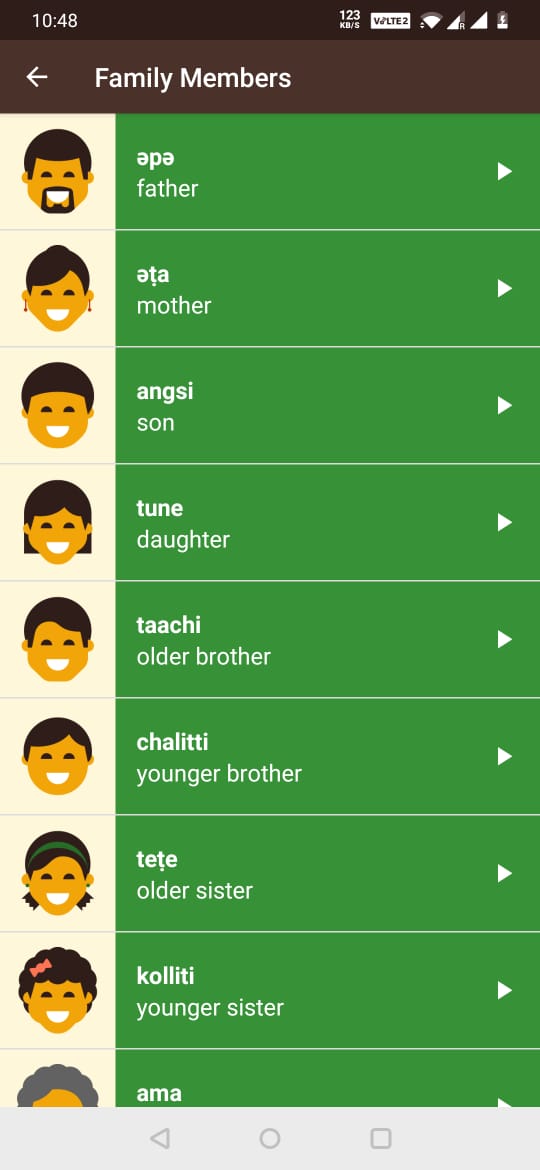 10:48
123
KB/S
VoLTE2
R
Family Members
əpə
father
əṭa
mother
angsi
son
tune
daughter
taachi
older brother
chalitti
younger brother
teṭe
older sister
kolliti
younger sister
ama